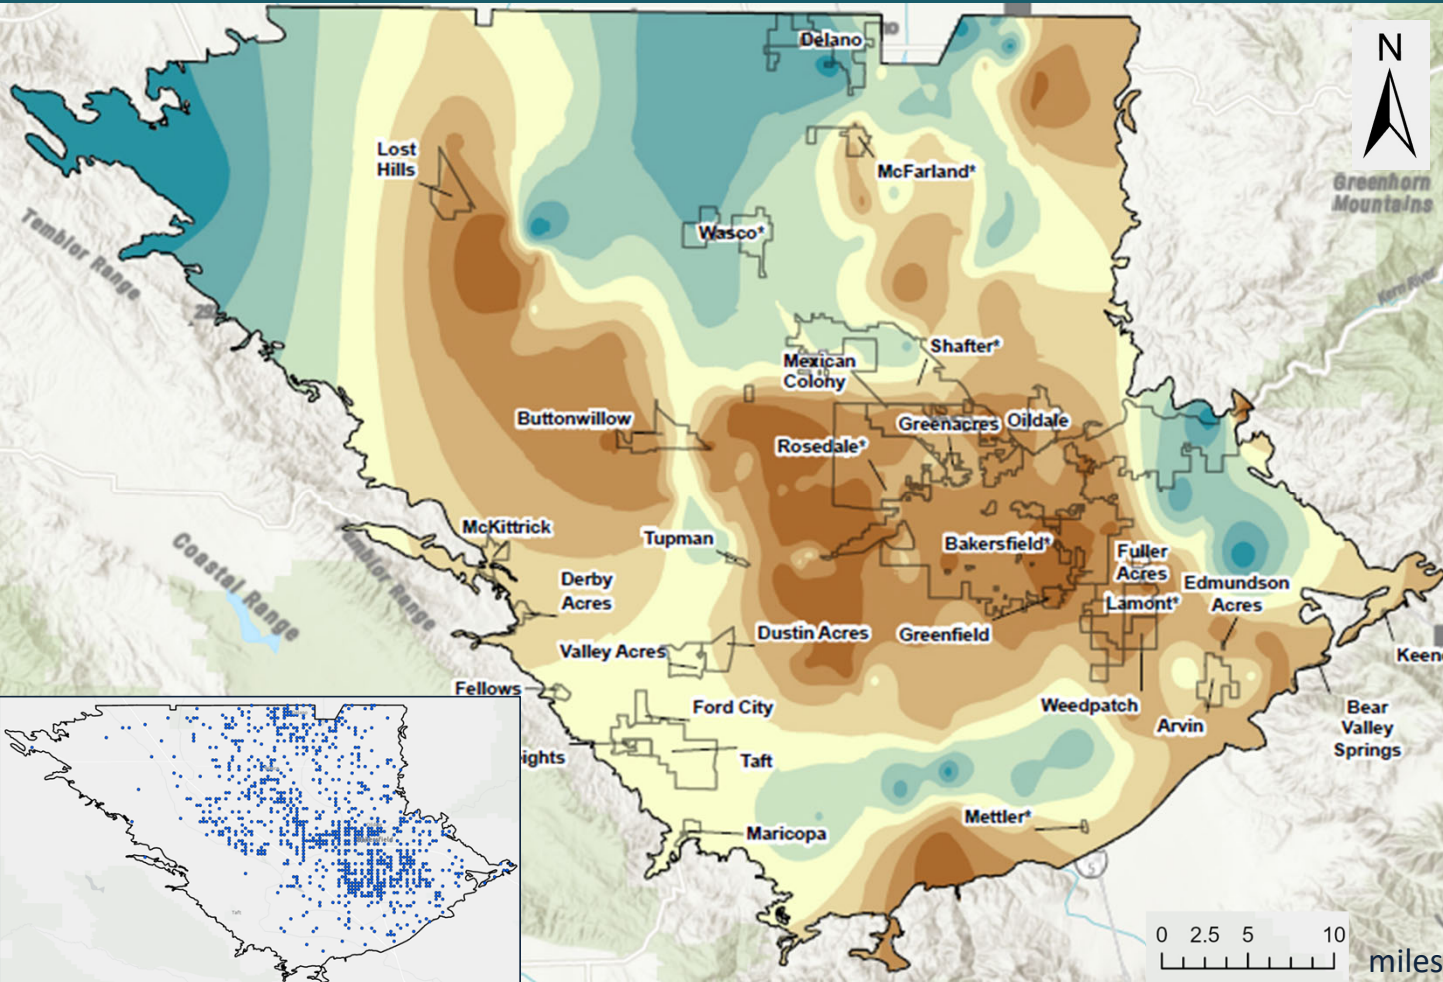 Delano
N
Lost
Hills
McFarland*
Greenhorn
Mountains
Temblor Range
Wasco*
Kern River
Shafter*
Mexican
Colony
Buttonwillow
Greenacres
Oildale
Rosedale*
McKittrick
Tupman
Bakersfield*
Fuller
Acres
Coastal Range
Temblor Range
Derby
Acres
Edmundson
Acres
Lamont*
Dustin Acres
Greenfield
Valley Acres
Keen
Fellows
Ford City
Weedpatch
Arvin
Bear
Valley
Springs
ights
Taft
Mettler*
Maricopa
5
0 2.5 5 10
miles